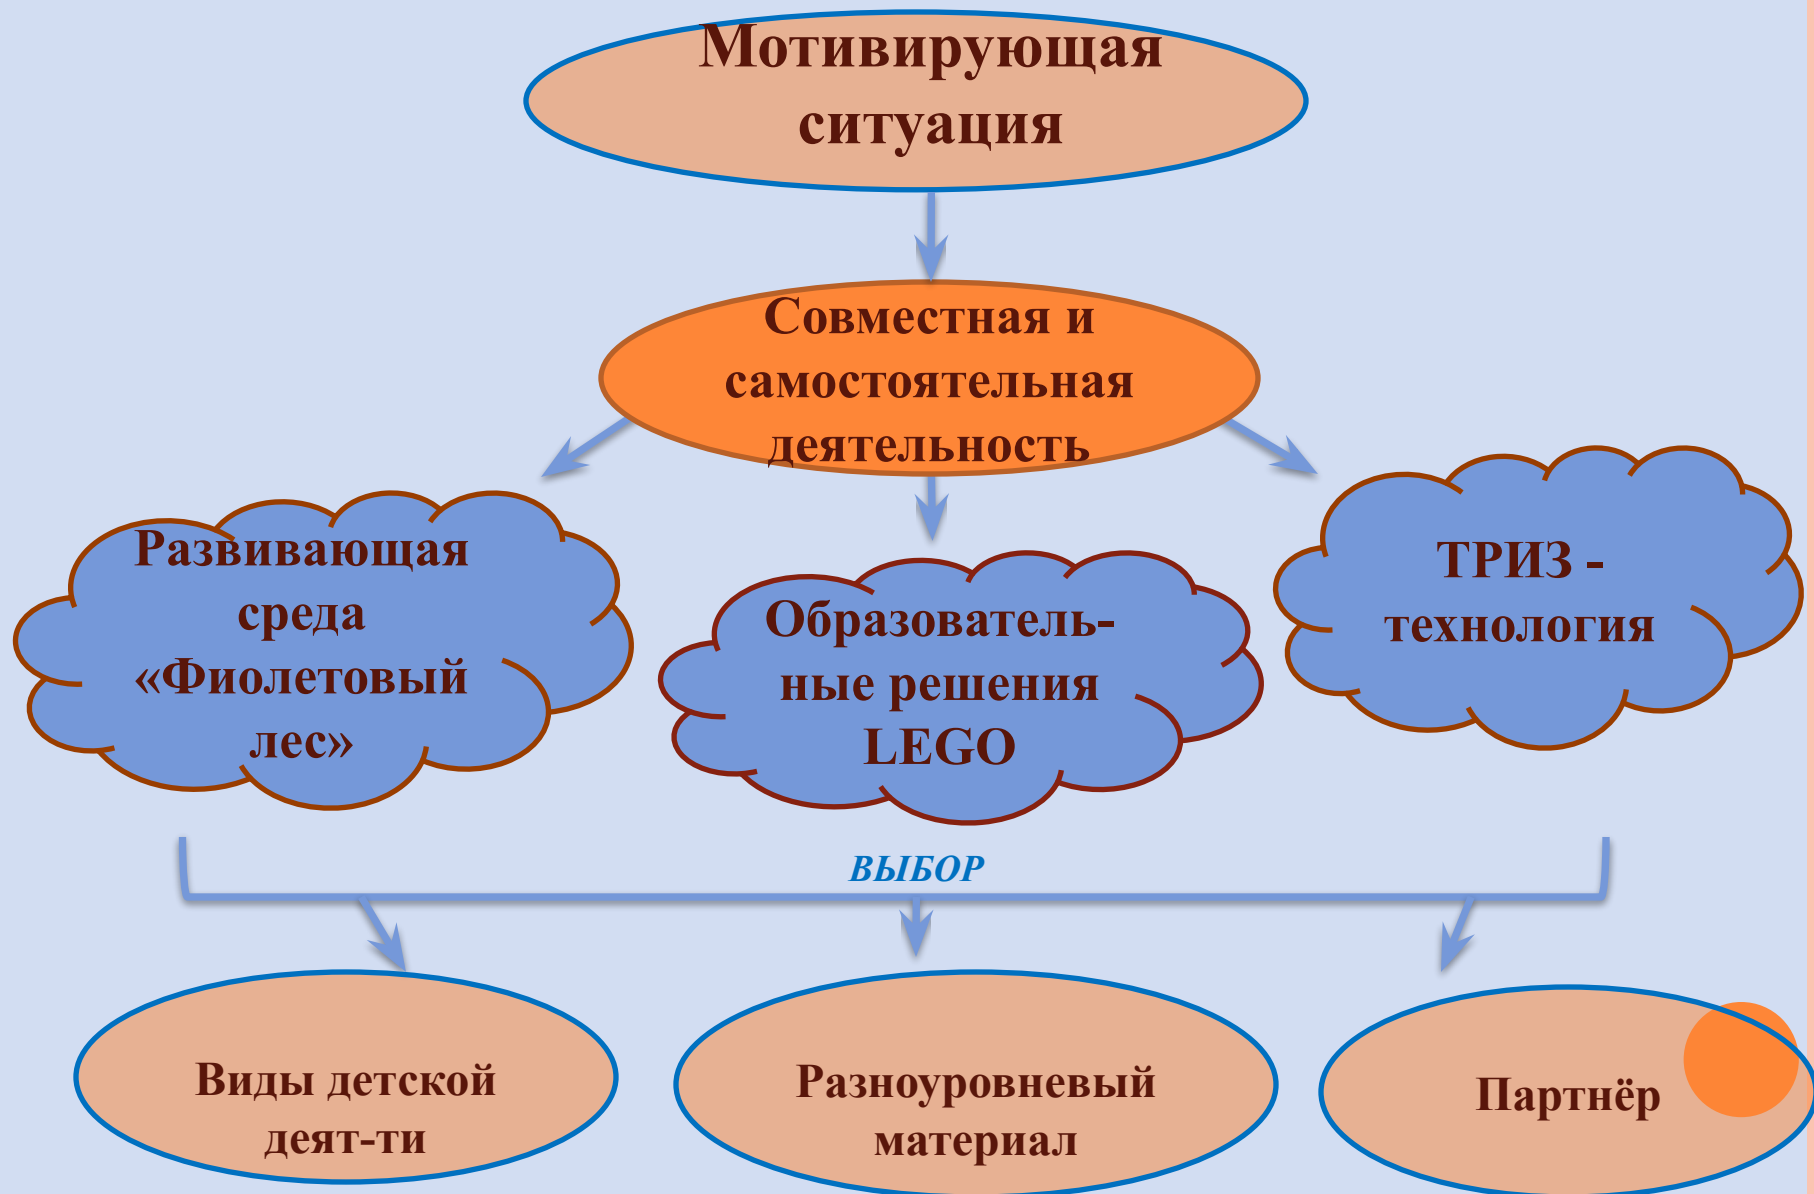 Мотивирующая
ситуация
Совместная и
самостоятельная
деятельность
Развивающая
среда
«Фиолетовый
лес»
Образователь-
ные решения
LEGO
ТРИЗ -
технология
ВЫБОР
Виды детской
деят-ти
Разноуровневый
материал
Партнёр